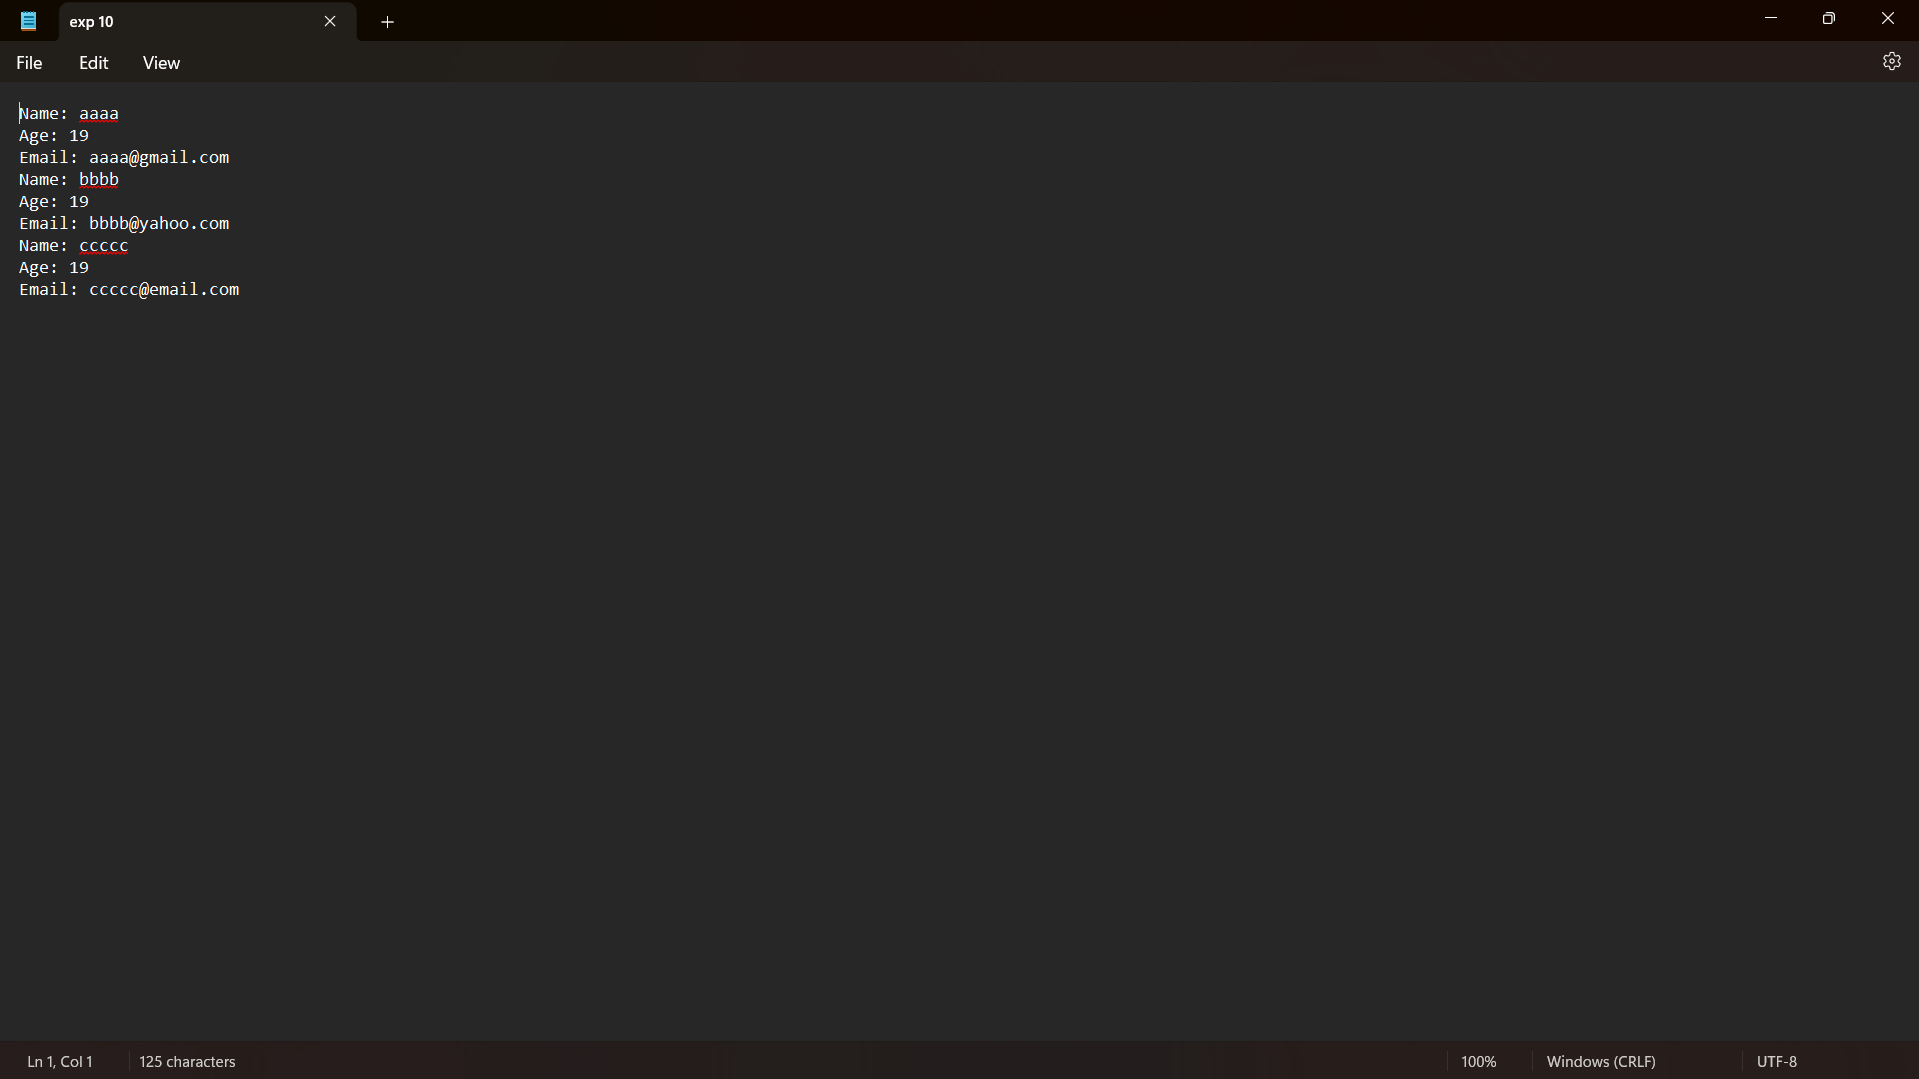 exp 10
File Edit View
Name: aaaa
Age: 19
Email: aaaa@gmail.com
Name: bbbb
Age: 19
Email: bbbb@yahoo.com
Name: ccccc
Age: 19
Email: ccccc@email.com
Ln 1, Col 1 125 characters 100% Windows (CRLF) UTF-8